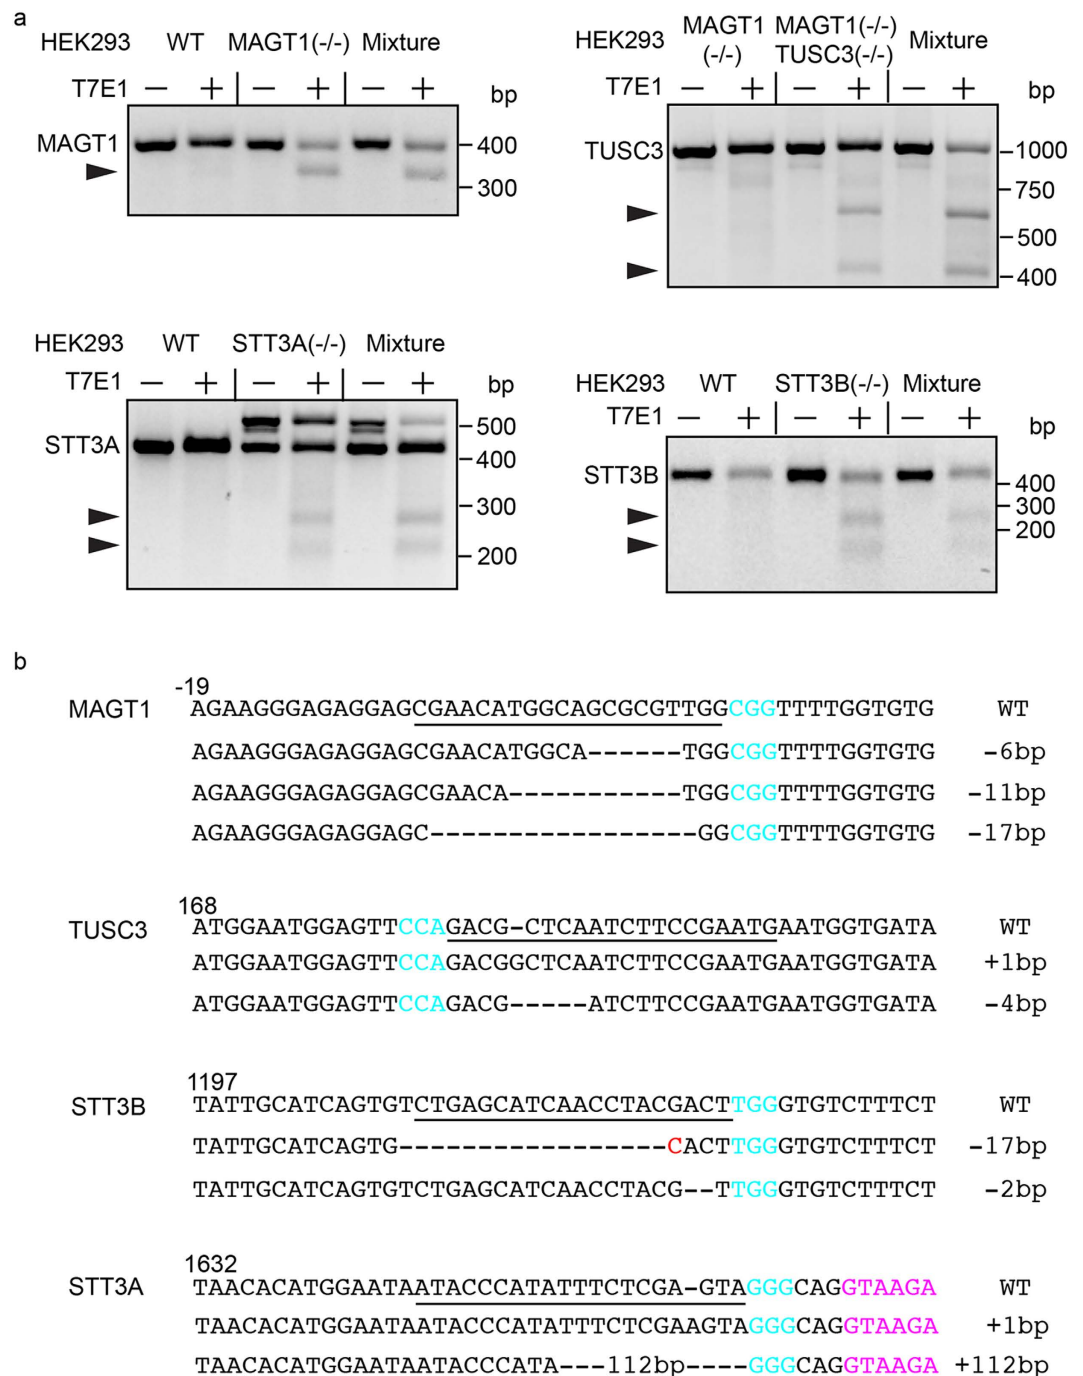 a
HEK293 WT MAGT1(-/-) Mixture
T7E1 — + — + — + bp
MAGT1
400
300
HEK293 MAGT1 (-/-) MAGT1(-/-) TUSC3(-/-) Mixture
T7E1 — + — + — + bp
TUSC3
1000
750
500
400
HEK293 WT STT3A(-/-) Mixture
T7E1 — + — + — + bp
STT3A
500
400
300
200
HEK293 WT STT3B(-/-) Mixture
T7E1 — + — + — + bp
STT3B
400
300
200
b
-19
MAGT1 AGAAGGGAGAGGAGCGAACATGGCAGCGCGTTGGCGGTTTTGGTGTG WT
AGAAGGGAGAGGAGCGAACATGGCA------TGGCGGTTTTGGTGTG -6bp
AGAAGGGAGAGGAGCGAACA-----------TGGCGGTTTTGGTGTG -11bp
AGAAGGGAGAGGAGC-----------------GGCGGTTTTGGTGTG -17bp
168
TUSC3 ATGGAATGGAGTTCCAGACG-CTCAATCTTCCGAATGAATGGTGATA WT
ATGGAATGGAGTTCCAGACGGCTCAATCTTCCGAATGAATGGTGATA +1bp
ATGGAATGGAGTTCCAGACG-----ATCTTCCGAATGAATGGTGATA -4bp
1197
STT3B TATTGCATCAGTGTCTGAGCATCAACCTACGACTTGGGTGTCTTTCT WT
TATTGCATCAGTG-----------------CACTTGGGTGTCTTTCT -17bp
TATTGCATCAGTGTCTGAGCATCAACCTACG--TTGGGTGTCTTTCT -2bp
1632
STT3A TAACACATGGAATAATACCCATATTTCTCGA-GTAGGGCAGGTAAGA WT
TAACACATGGAATAATACCCATATTTCTCGAAGTAGGGCAGGTAAGA +1bp
TAACACATGGAATAATACCCATA---112bp----GGGCAGGTAAGA +112bp